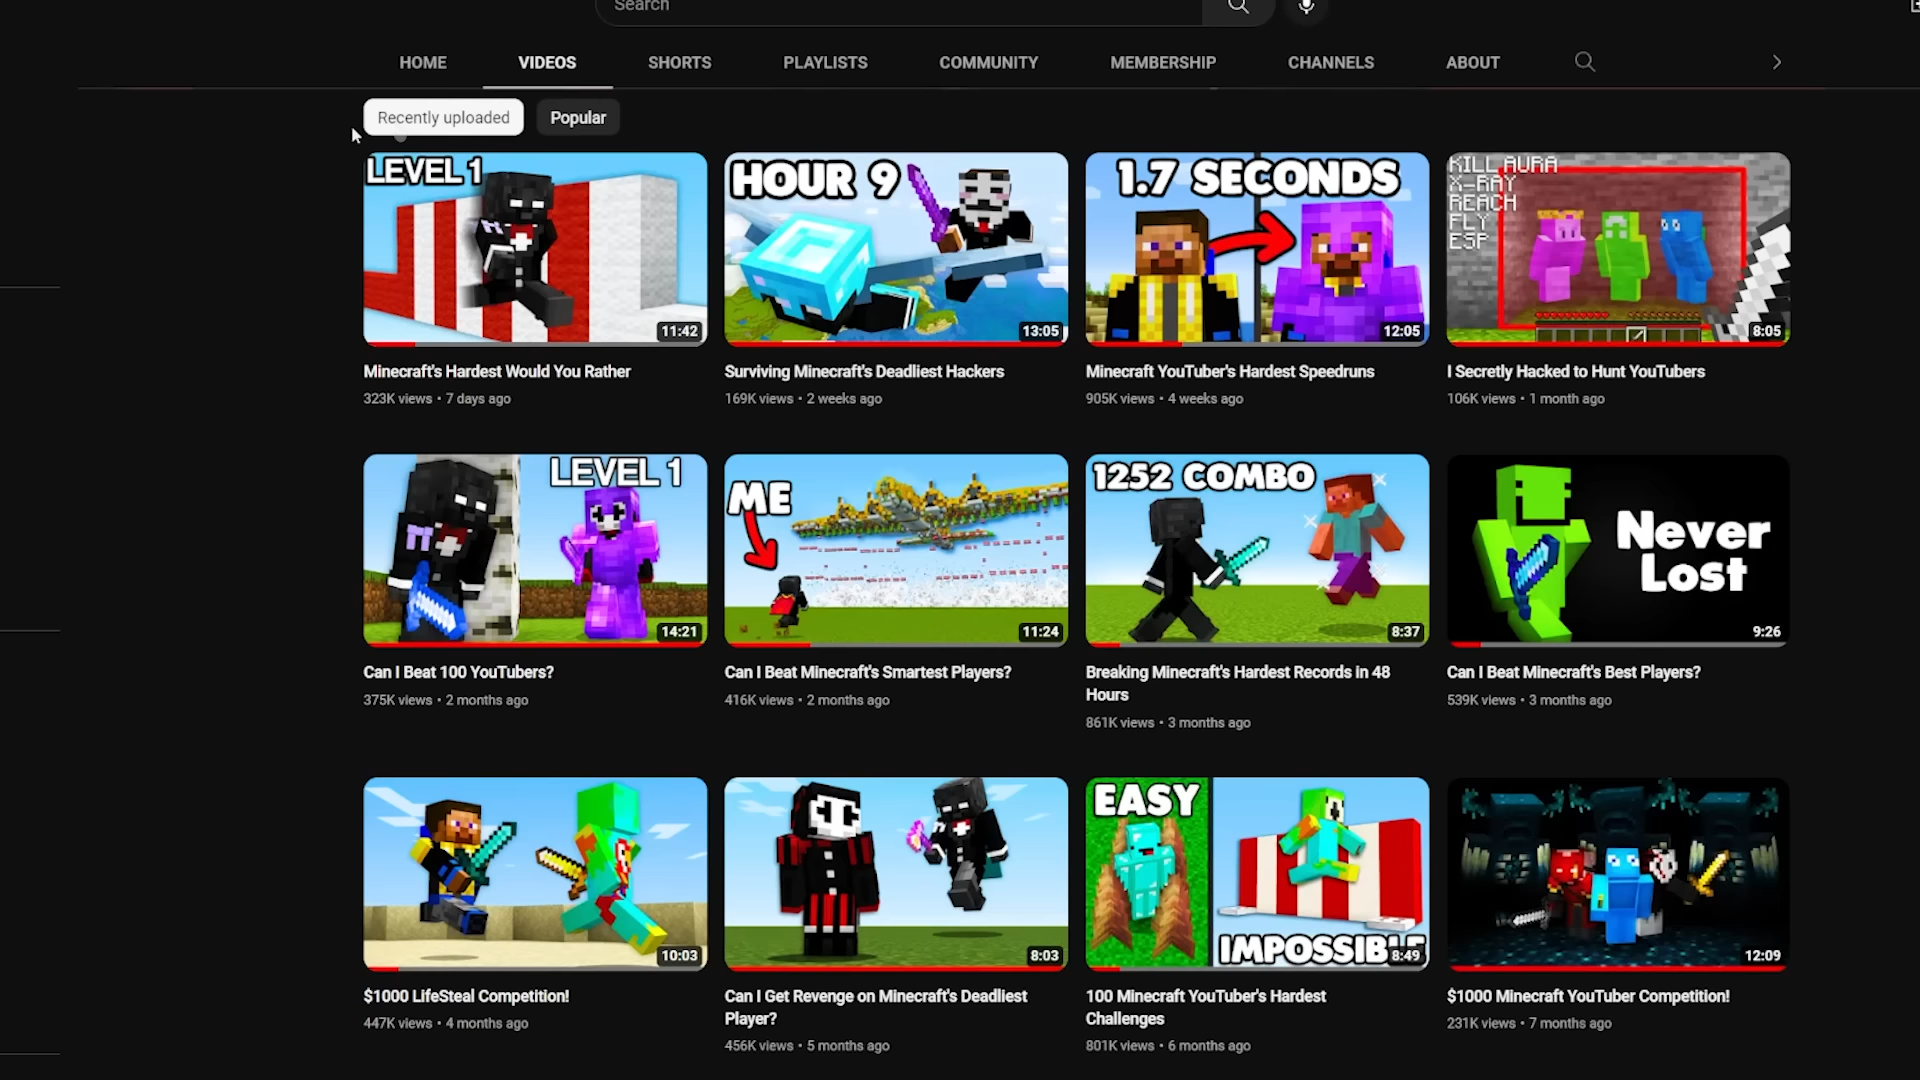 Search
HOME VIDEOS SHORTS PLAYLISTS COMMUNITY MEMBERSHIP CHANNELS ABOUT
Recently uploaded Popular
LEVEL 1
11:42
HOUR 9
13:05
1.7 SECONDS
12:05
KILL AURA
X-RAY
REACH
FLY
ESP
8:05
Minecraft's Hardest Would You Rather
323K views • 7 days ago
Surviving Minecraft's Deadliest Hackers
169K views • 2 weeks ago
Minecraft YouTuber's Hardest Speedruns
905K views • 4 weeks ago
I Secretly Hacked to Hunt YouTubers
106K views • 1 month ago
LEVEL 1
14:21
ME
11:24
1252 COMBO
8:37
Never
Lost
9:26
Can I Beat 100 YouTubers?
375K views • 2 months ago
Can I Beat Minecraft's Smartest Players?
416K views • 2 months ago
Breaking Minecraft's Hardest Records in 48
Hours
861K views • 3 months ago
Can I Beat Minecraft's Best Players?
539K views • 3 months ago
10:03
8:03
EASY
IMPOSSIBLE
8:49
12:09
$1000 LifeSteal Competition!
447K views • 4 months ago
Can I Get Revenge on Minecraft's Deadliest
Player?
456K views • 5 months ago
100 Minecraft YouTuber's Hardest
Challenges
801K views • 6 months ago
$1000 Minecraft YouTuber Competition!
231K views • 7 months ago